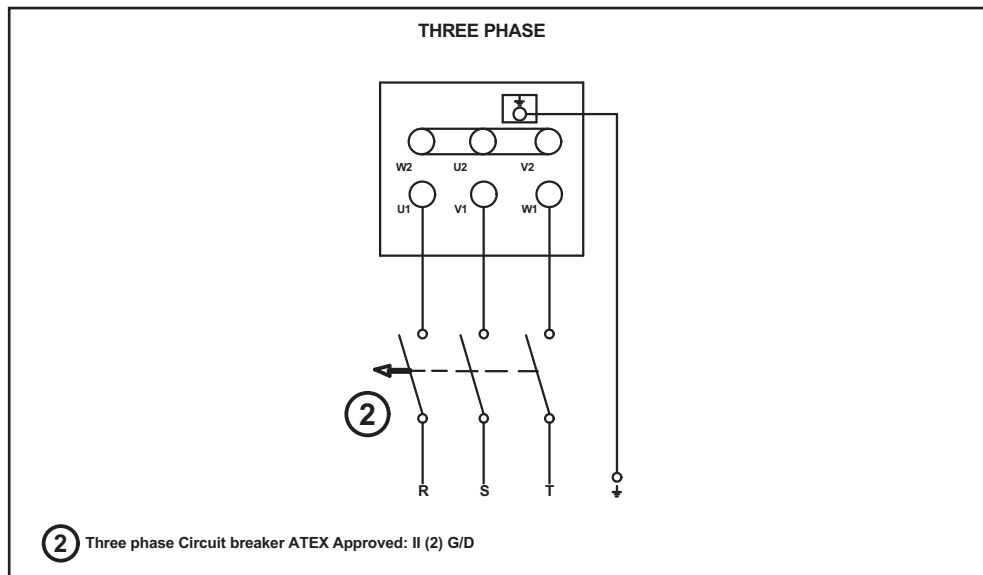 THREE PHASE
W2 U2 V2
U1 V1 W1
2
R S T
2 Three phase Circuit breaker ATEX Approved: II (2) G/D